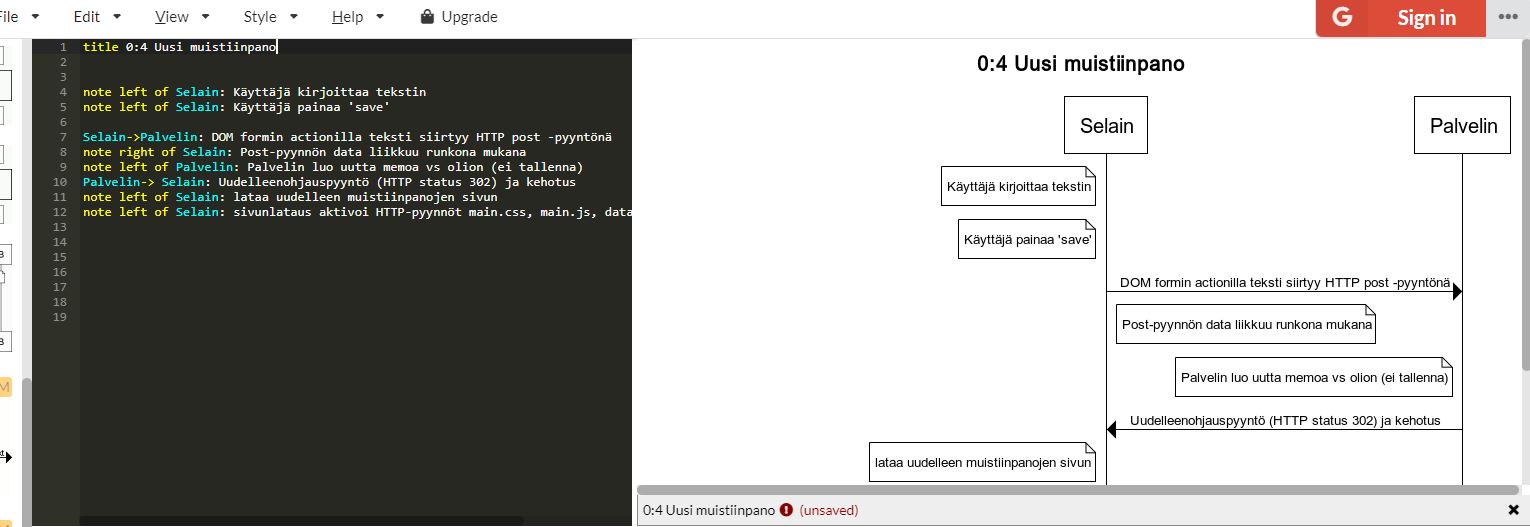 File Edit View Style Help Upgrade
G Sign in
1 title 0:4 Uusi muistiinpano
2
3
4 note left of Selain: Käyttäjä kirjoittaa tekstin
5 note left of Selain: Käyttäjä painaa 'save'
6
7 Selain->Palvelin: DOM formin actionilla teksti siirtyy HTTP post -pyyntönä
8 note right of Selain: Post-pyynnön data liikkuu runkona mukana
9 note left of Palvelin: Palvelin luo uutta memoa vs olion (ei tallenna)
10 Palvelin-> Selain: Uudelleenohjauspyyntö (HTTP status 302) ja kehotus
11 note left of Selain: lataa uudelleen muistiinpanojen sivun
12 note left of Selain: sivunlataus aktivoi HTTP-pyynnöt main.css, main.js, data
13
14
15
16
17
18
19
B
B
M
0:4 Uusi muistiinpano
Selain
Palvelin
Käyttäjä kirjoittaa tekstin
Käyttäjä painaa 'save'
DOM formin actionilla teksti siirtyy HTTP post -pyyntönä
Post-pyynnön data liikkuu runkona mukana
Palvelin luo uutta memoa vs olion (ei tallenna)
Uudelleenohjauspyyntö (HTTP status 302) ja kehotus
lataa uudelleen muistiinpanojen sivun
0:4 Uusi muistiinpano (unsaved)